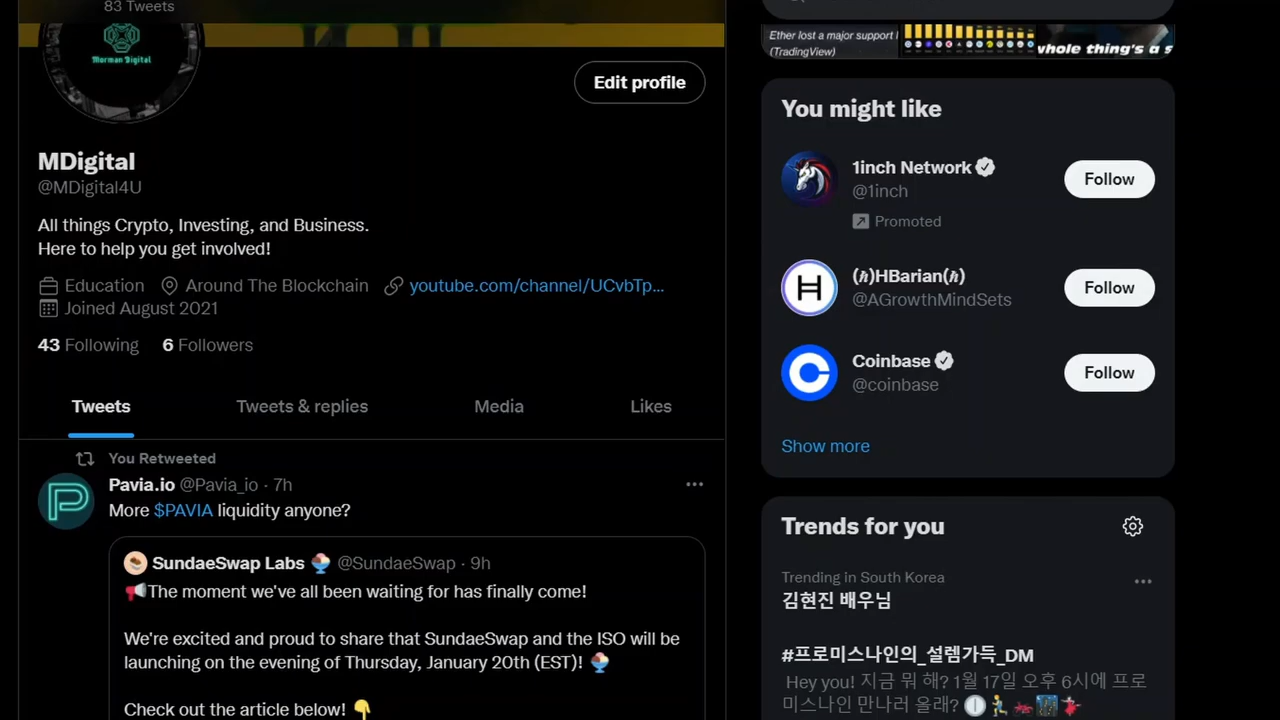 83 Tweets
Morman Digital
Edit profile
MDigital
@MDigital4U
All things Crypto, Investing, and Business.
Here to help you get involved!
Education Around The Blockchain youtube.com/channel/UCvbTp...
Joined August 2021
43 Following 6 Followers
Tweets Tweets & replies Media Likes
You Retweeted
Pavia.io @Pavia_io · 7h
More $PAVIA liquidity anyone?
SundaeSwap Labs @SundaeSwap · 9h
The moment we've all been waiting for has finally come!
We're excited and proud to share that SundaeSwap and the ISO will be
launching on the evening of Thursday, January 20th (EST)!
Check out the article below!
Ether lost a major support
(TradingView)
whole thing's a s
You might like
1inch Network
@1inch
Follow
Promoted
(ℏ)HBarian(ℏ)
@AGrowthMindSets
Follow
Coinbase
@coinbase
Follow
Show more
Trends for you
Trending in South Korea
김현진 배우님
#프로미스나인의_설렘가득_DM
Hey you! 지금 뭐 해? 1월 17일 오후 6시에 프로
미스나인 만나러 올래?